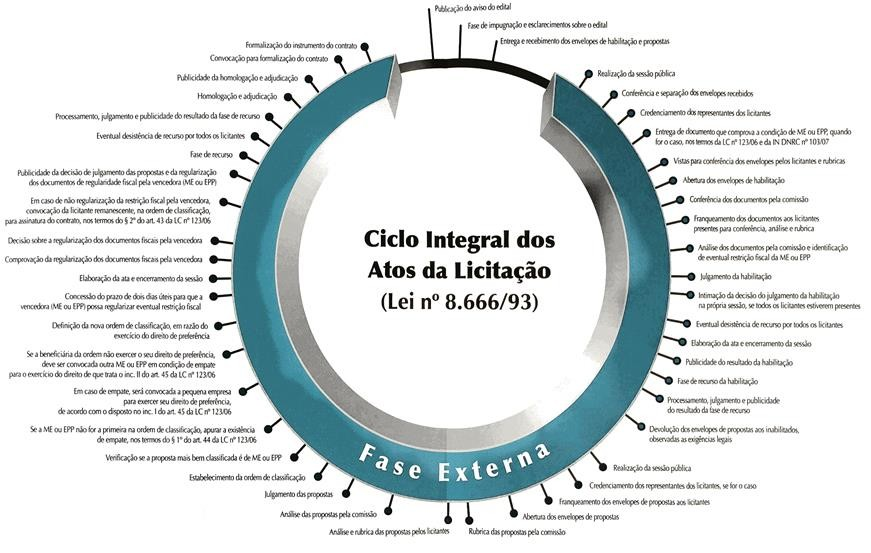 Publicação do aviso do edital
Fase de impugnação e esclarecimentos sobre o edital
Entrega e recebimento dos envelopes de habilitação e propostas
Realização da sessão pública
Conferência e separação dos envelopes recebidos
Credenciamento dos representantes dos licitantes
Entrega de documento que comprova a condição de ME ou EPP, quando
for o caso, nos termos da LC nº 123/06 e da IN DNRC nº 103/07
Vistas para conferência dos envelopes pelos licitantes e rubricas
Abertura dos envelopes de habilitação
Conferência dos documentos pela comissão
Franqueamento dos documentos aos licitantes
presentes para conferência, análise e rubrica
Análise dos documentos pela comissão e identificação
de eventual restrição fiscal da ME ou EPP
Julgamento da habilitação
Intimação da decisão do julgamento da habilitação
na própria sessão, se todos os licitantes estiverem presentes
Eventual desistência de recurso por todos os licitantes
Elaboração da ata e encerramento da sessão
Publicidade do resultado da habilitação
Fase de recurso da habilitação
Processamento, julgamento e publicidade
do resultado da fase de recurso
Devolução dos envelopes de propostas aos inabilitados,
observadas as exigências legais
Realização da sessão pública
Credenciamento dos representantes dos licitantes, se for o caso
Franqueamento dos envelopes de propostas aos licitantes
Abertura dos envelopes de propostas
Rubrica das propostas pela comissão
Análise e rubrica das propostas pelos licitantes
Análise das propostas pela comissão
Julgamento das propostas
Estabelecimento da ordem de classificação
Verificação se a proposta mais bem classificada é de ME ou EPP
Se a ME ou EPP não for a primeira na ordem de classificação, apurar a existência
de empate, nos termos do § 1º do art. 44 da LC nº 123/06
Em caso de empate, será convocada a pequena empresa
para exercer seu direito de preferência,
de acordo com o disposto no inc. I do art. 45 da LC nº 123/06
Se a beneficiária da ordem não exercer o seu direito de preferência,
deve ser convocada outra ME ou EPP em condição de empate
para o exercício do direito de que trata o inc. II do art. 45 da LC nº 123/06
Definição da nova ordem de classificação, em razão do
exercício do direito de preferência
Concessão do prazo de dois dias úteis para que a
vencedora (ME ou EPP) possa regularizar eventual restrição fiscal
Elaboração da ata e encerramento da sessão
Comprovação da regularização dos documentos fiscais pela vencedora
Decisão sobre a regularização dos documentos fiscais pela vencedora
Em caso de não regularização da restrição fiscal pela vencedora,
convocação da licitante remanescente, na ordem de classificação,
para assinatura do contrato, nos termos do § 2º do art. 43 da LC nº 123/06
Publicidade da decisão de julgamento das propostas e da regularização
dos documentos de regularidade fiscal pela vencedora (ME ou EPP)
Fase de recurso
Eventual desistência de recurso por todos os licitantes
Processamento, julgamento e publicidade do resultado da fase de recurso
Homologação e adjudicação
Publicidade da homologação e adjudicação
Convocação para formalização do contrato
Formalização do instrumento do contrato
Ciclo Integral dos
Atos da Licitação
(Lei nº 8.666/93)
Fase Externa